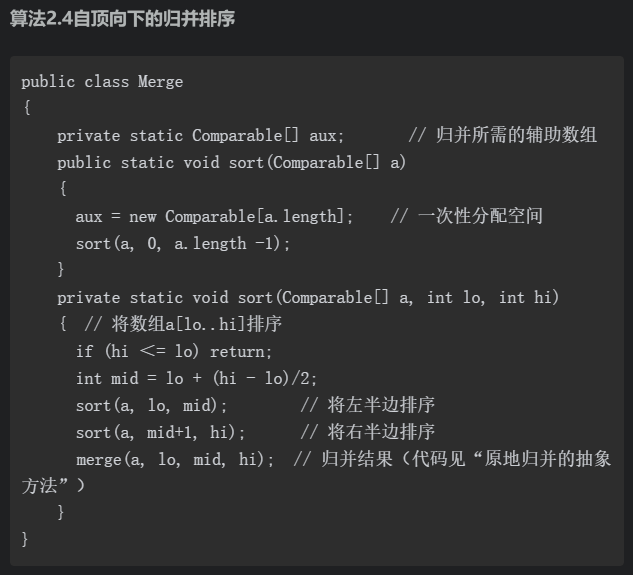 算法2.4自顶向下的归并排序
public class Merge
{
    private static Comparable[] aux;       // 归并所需的辅助数组
    public static void sort(Comparable[] a)
    {
      aux = new Comparable[a.length];    // 一次性分配空间
      sort(a, 0, a.length -1);
    }
    private static void sort(Comparable[] a, int lo, int hi)
    {  // 将数组a[lo..hi]排序
      if (hi <= lo) return;
      int mid = lo + (hi - lo)/2;
      sort(a, lo, mid);        // 将左半边排序
      sort(a, mid+1, hi);      // 将右半边排序
      merge(a, lo, mid, hi);  // 归并结果（代码见“原地归并的抽象
方法”）
    }
}